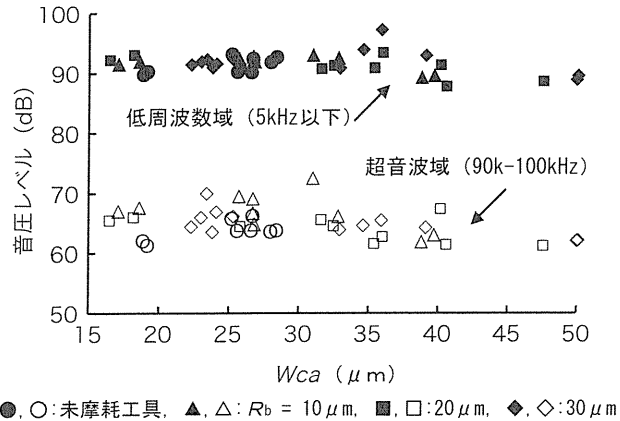 音圧レベル (dB)
100
90
80
70
60
50
低周波数域 (5kHz以下)
超音波域 (90k-100kHz)
15 20 25 30 35 40 45 50
Wca (μm)
●, ○:未摩耗工具, ▲, △: Rb = 10μm, ■, □:20μm, ◆, ◇:30μm